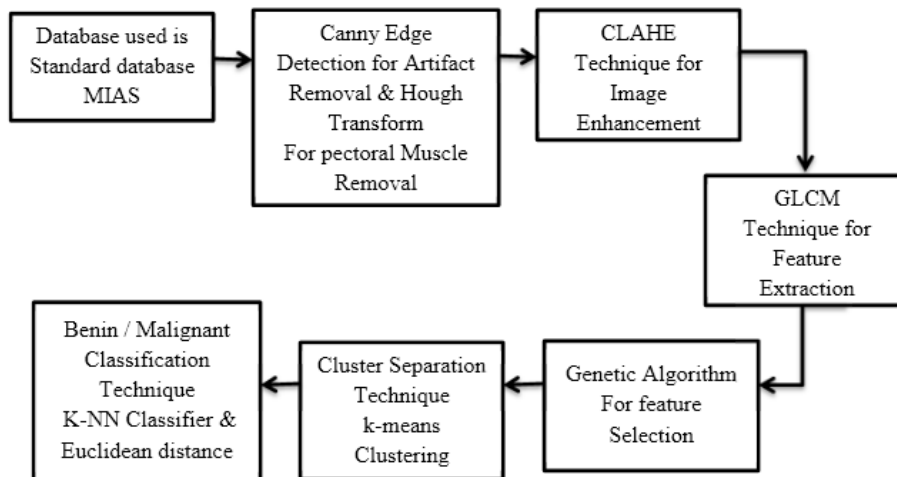 Database used is
Standard database
MIAS
Canny Edge
Detection for Artifact
Removal & Hough
Transform
For pectoral Muscle
Removal
CLAHE
Technique for
Image
Enhancement
GLCM
Technique for
Feature
Extraction
Genetic Algorithm
For feature
Selection
Cluster Separation
Technique
k-means
Clustering
Benin / Malignant
Classification
Technique
K-NN Classifier &
Euclidean distance